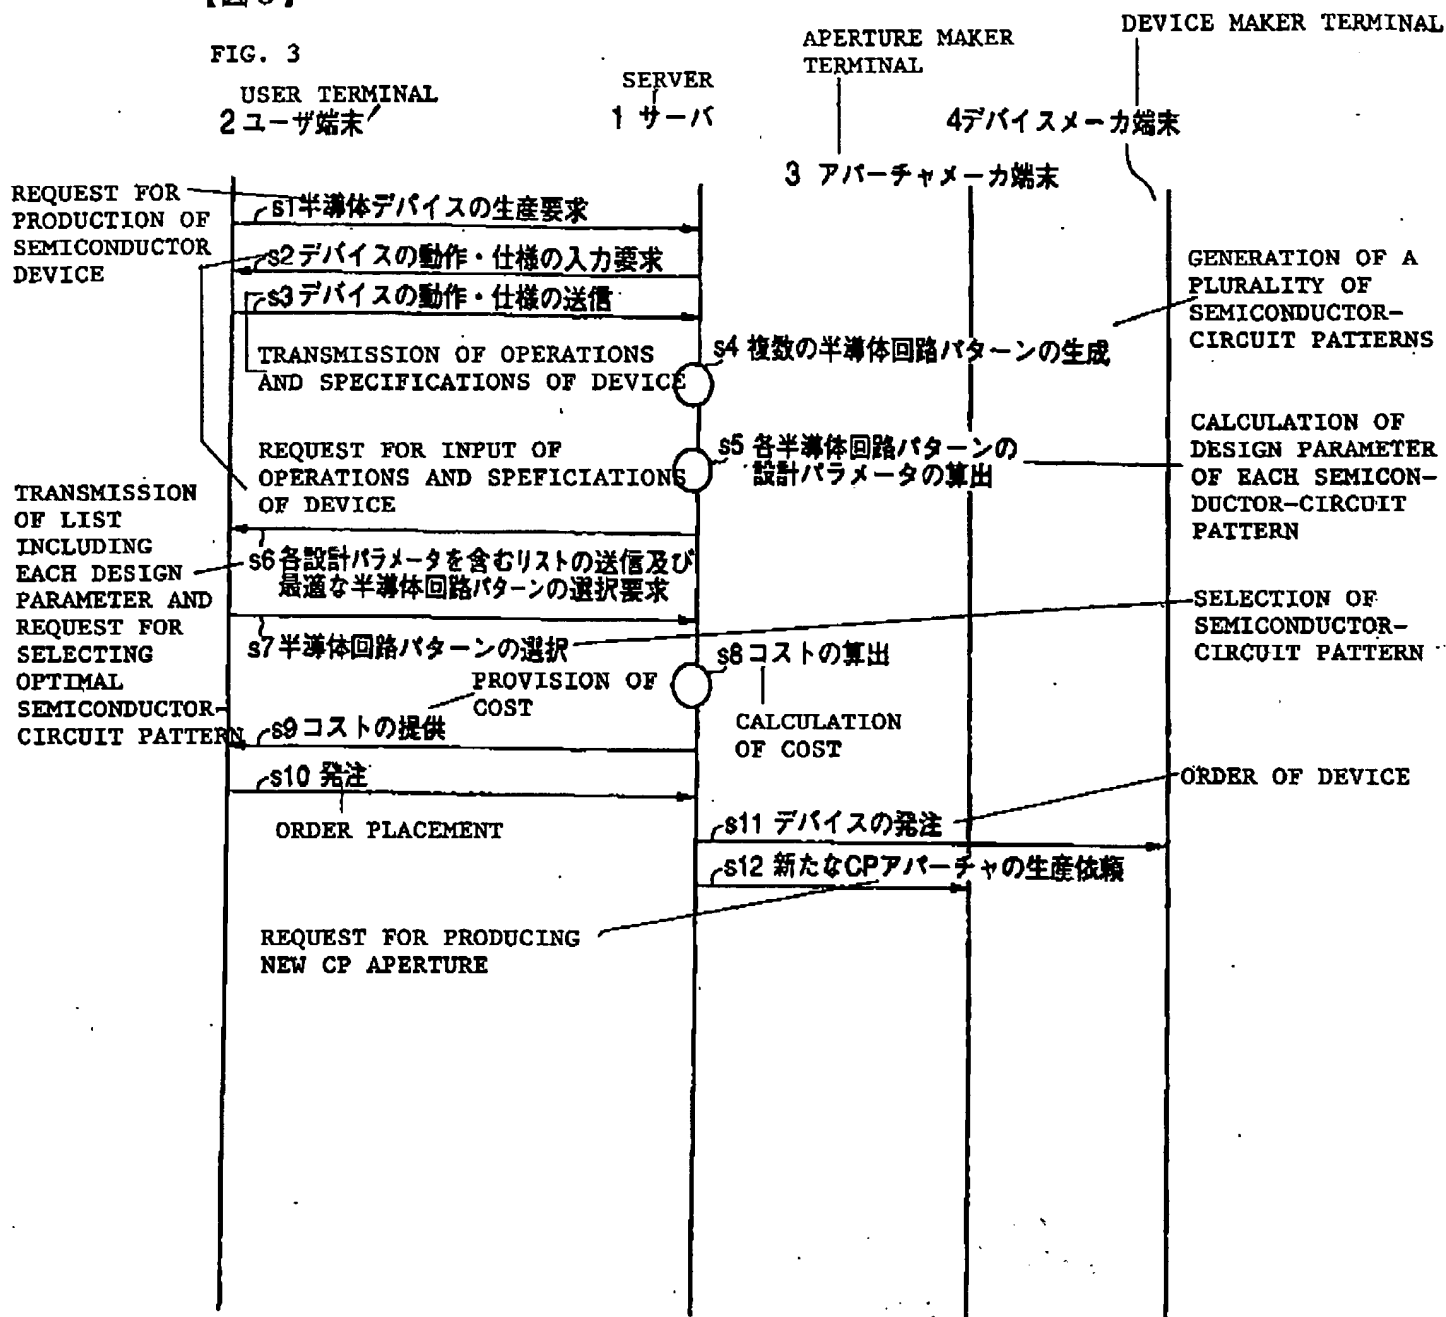 【図3】
FIG. 3
USER TERMINAL
2 ユーザ端末
SERVER
1 サーバ
APERTURE MAKER
TERMINAL
3 アパーチャメーカ端末
DEVICE MAKER TERMINAL
4デバイスメーカ端末
REQUEST FOR
PRODUCTION OF
SEMICONDUCTOR
DEVICE
s1半導体デバイスの生産要求
s2デバイスの動作・仕様の入力要求
s3デバイスの動作・仕様の送信
TRANSMISSION OF OPERATIONS
AND SPECIFICATIONS OF DEVICE
s4 複数の半導体回路パターンの生成
GENERATION OF A
PLURALITY OF
SEMICONDUCTOR-
CIRCUIT PATTERNS
REQUEST FOR INPUT OF
OPERATIONS AND SPEFICIATIONS
OF DEVICE
s5 各半導体回路パターンの
設計パラメータの算出
CALCULATION OF
DESIGN PARAMETER
OF EACH SEMICON-
DUCTOR-CIRCUIT
PATTERN
TRANSMISSION
OF LIST
INCLUDING
EACH DESIGN
PARAMETER AND
REQUEST FOR
SELECTING
OPTIMAL
SEMICONDUCTOR-
CIRCUIT PATTERN
s6 各設計パラメータを含むリストの送信及び
最適な半導体回路パターンの選択要求
s7 半導体回路パターンの選択
SELECTION OF
SEMICONDUCTOR-
CIRCUIT PATTERN
s8コストの算出
CALCULATION
OF COST
PROVISION OF
COST
s9コストの提供
s10 発注
ORDER PLACEMENT
s11 デバイスの発注
ORDER OF DEVICE
s12 新たなCPアパーチャの生産依頼
REQUEST FOR PRODUCING
NEW CP APERTURE